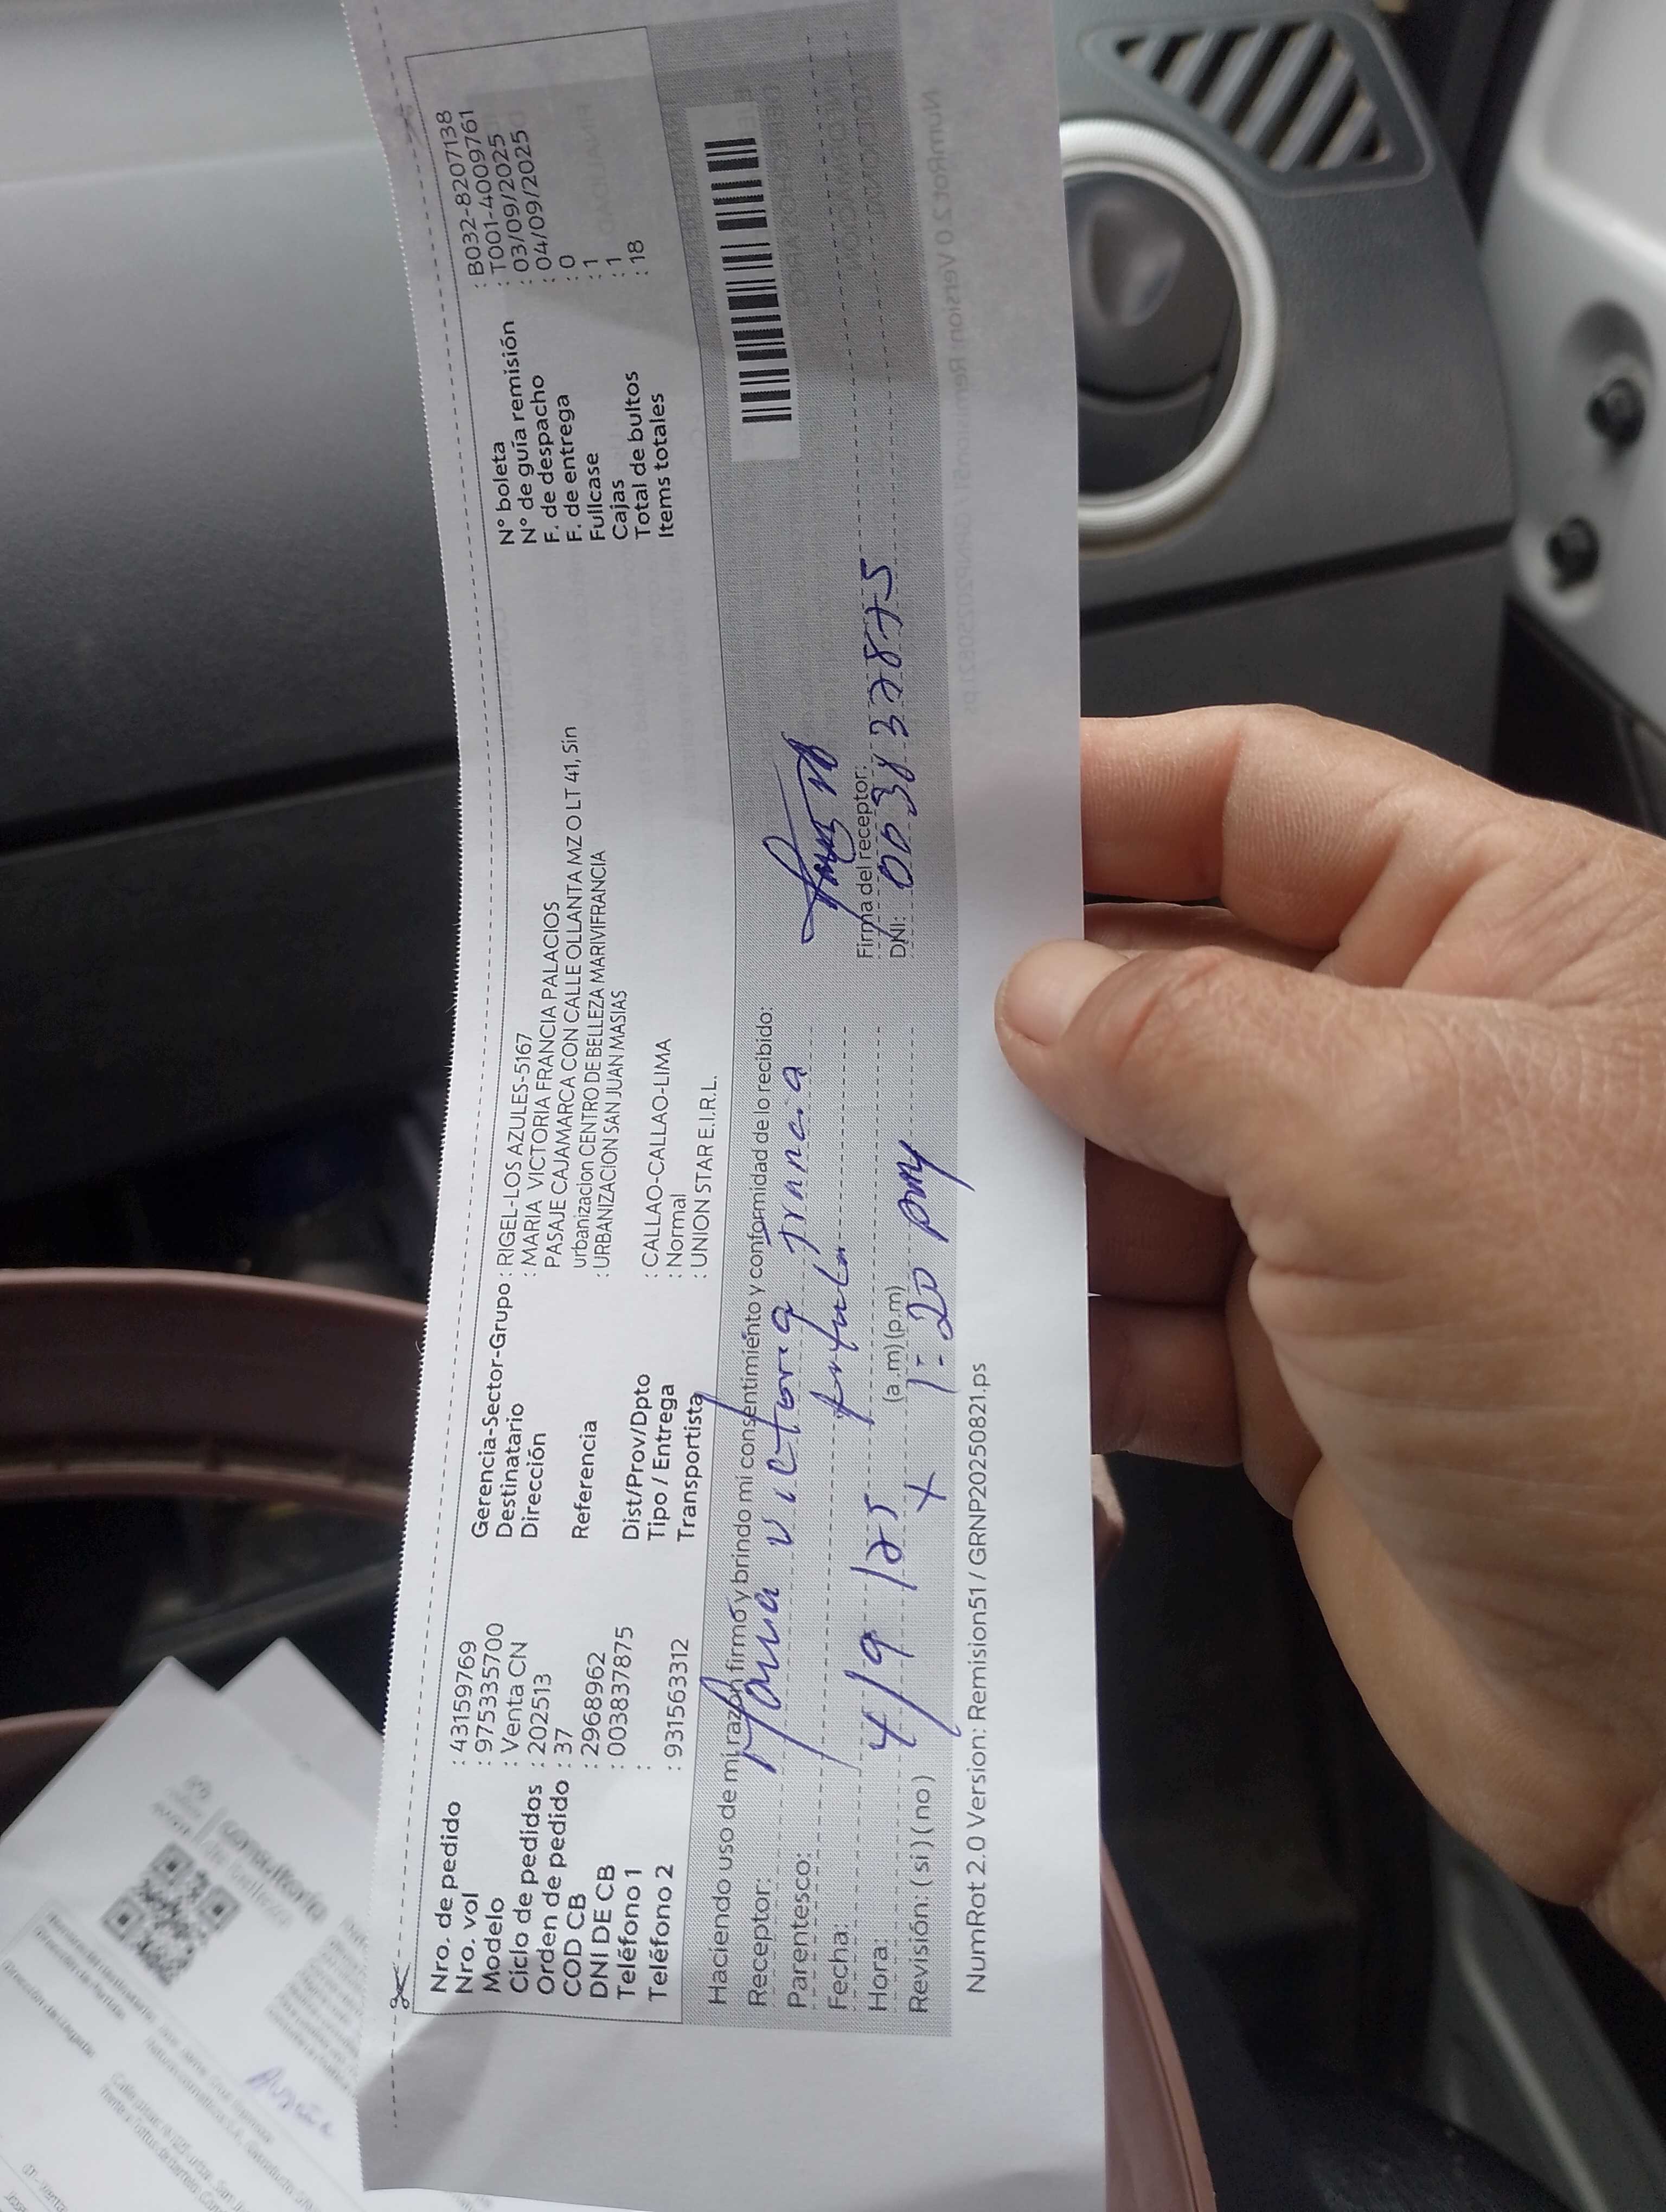 Nro. de pedido : 43159769
Nro. vol : 9753335700
Modelo : Venta CN
Ciclo de pedidos : 202513
Orden de pedido : 37
COD CB : 2968962
DNI DE CB : 003837875
Teléfono 1 :
Teléfono 2 : 931563312
Gerencia-Sector-Grupo : RIGEL-LOS AZULES-5167
Destinatario : MARIA VICTORIA FRANCIA PALACIOS
Dirección PASAJE CAJAMARCA CON CALLE OLLANTA MZ O LT 41, Sin
urbanizacion CENTRO DE BELLEZA MARIVIFRANCIA
Referencia : URBANIZACION SAN JUAN MASIAS
Dist/Prov/Dpto : CALLAO-CALLAO-LIMA
Tipo / Entrega : Normal
Transportista : UNION STAR E.I.R.L.
N° boleta : B032-8207138
N° de guía remisión : T001-4009761
F. de despacho : 03/09/2025
F. de entrega : 04/09/2025
Fullcase : 0
Cajas : 1
Total de bultos : 1
Items totales : 18
Haciendo uso de mi razón firmo y brindo mi consentimiento y conformidad de lo recibido:
Receptor: Maria victoria Francia
Parentesco: titular
Fecha: 4/9/25
Hora: (a.m) (p.m) 1:20 pm
Revisión: ( si ) ( no ) x
Firma del receptor:
DNI: 003837875
NumRot 2.0 Version: Remision51 / GRNP20250821.ps
consultoría
de belleza